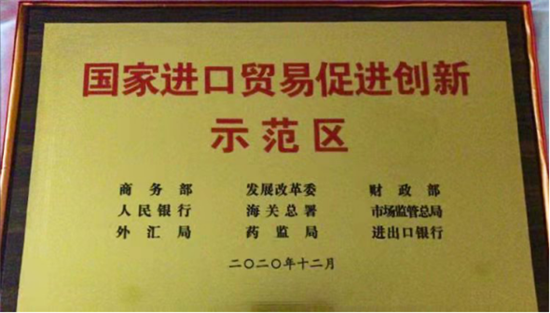 国家进口贸易促进创新
示范区
商务部 发展改革委 财政部
人民银行 海关总署 市场监管总局
外汇局 药监局 进出口银行
二〇二〇年十二月